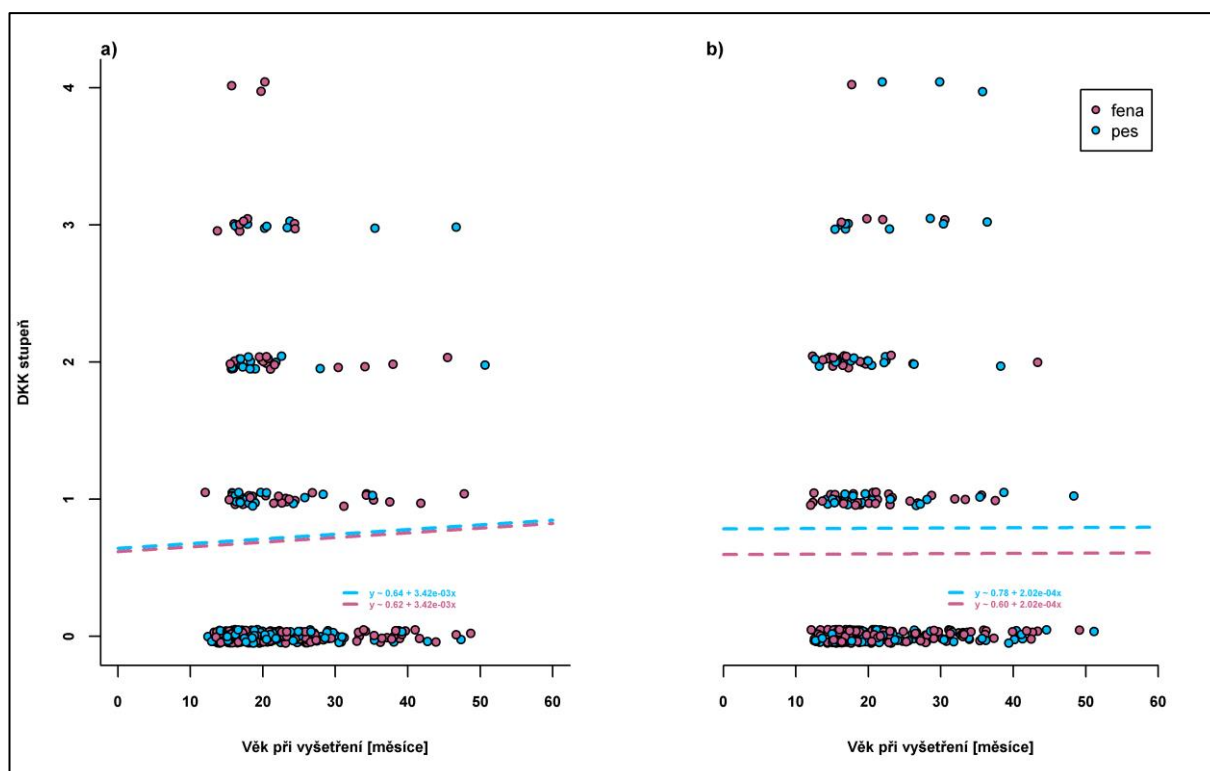 a)
b)
DKK stupeň
4
3
2
1
0
fena
pes
y ~ 0.64 + 3.42e-03x
y ~ 0.62 + 3.42e-03x
y ~ 0.78 + 2.02e-04x
y ~ 0.60 + 2.02e-04x
0 10 20 30 40 50 60
0 10 20 30 40 50 60
Věk při vyšetření [měsíce]
Věk při vyšetření [měsíce]